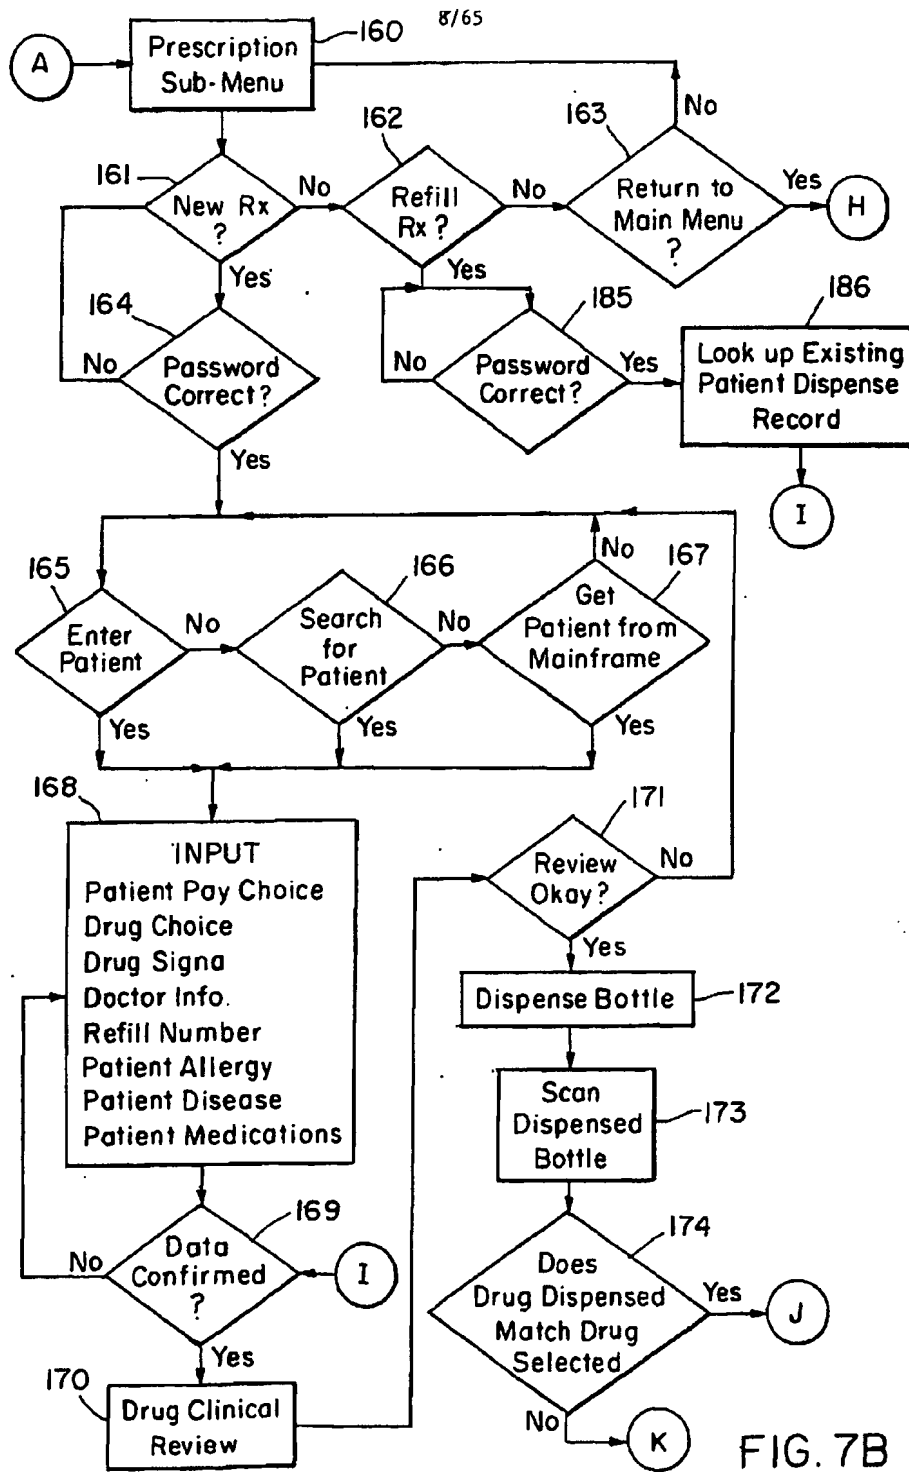 8/65
A
Prescription
Sub-Menu
160
No
161
New Rx
?
No
162
Refill
Rx?
No
163
Return to
Main Menu
?
Yes
H
Yes
Yes
164
Password
Correct?
No
185
Password
Correct?
No
Yes
186
Look up Existing
Patient Dispense
Record
I
Yes
165
Enter
Patient
No
166
Search
for
Patient
No
167
Get
Patient from
Mainframe
No
Yes
Yes
Yes
168
INPUT
Patient Pay Choice
Drug Choice
Drug Signa
Doctor Info.
Refill Number
Patient Allergy
Patient Disease
Patient Medications
169
Data
Confirmed
?
No
I
Yes
170
Drug Clinical
Review
171
Review
Okay?
No
Yes
Dispense Bottle
172
Scan
Dispensed
Bottle
173
174
Does
Drug Dispensed
Match Drug
Selected
Yes
J
No
K
FIG. 7B